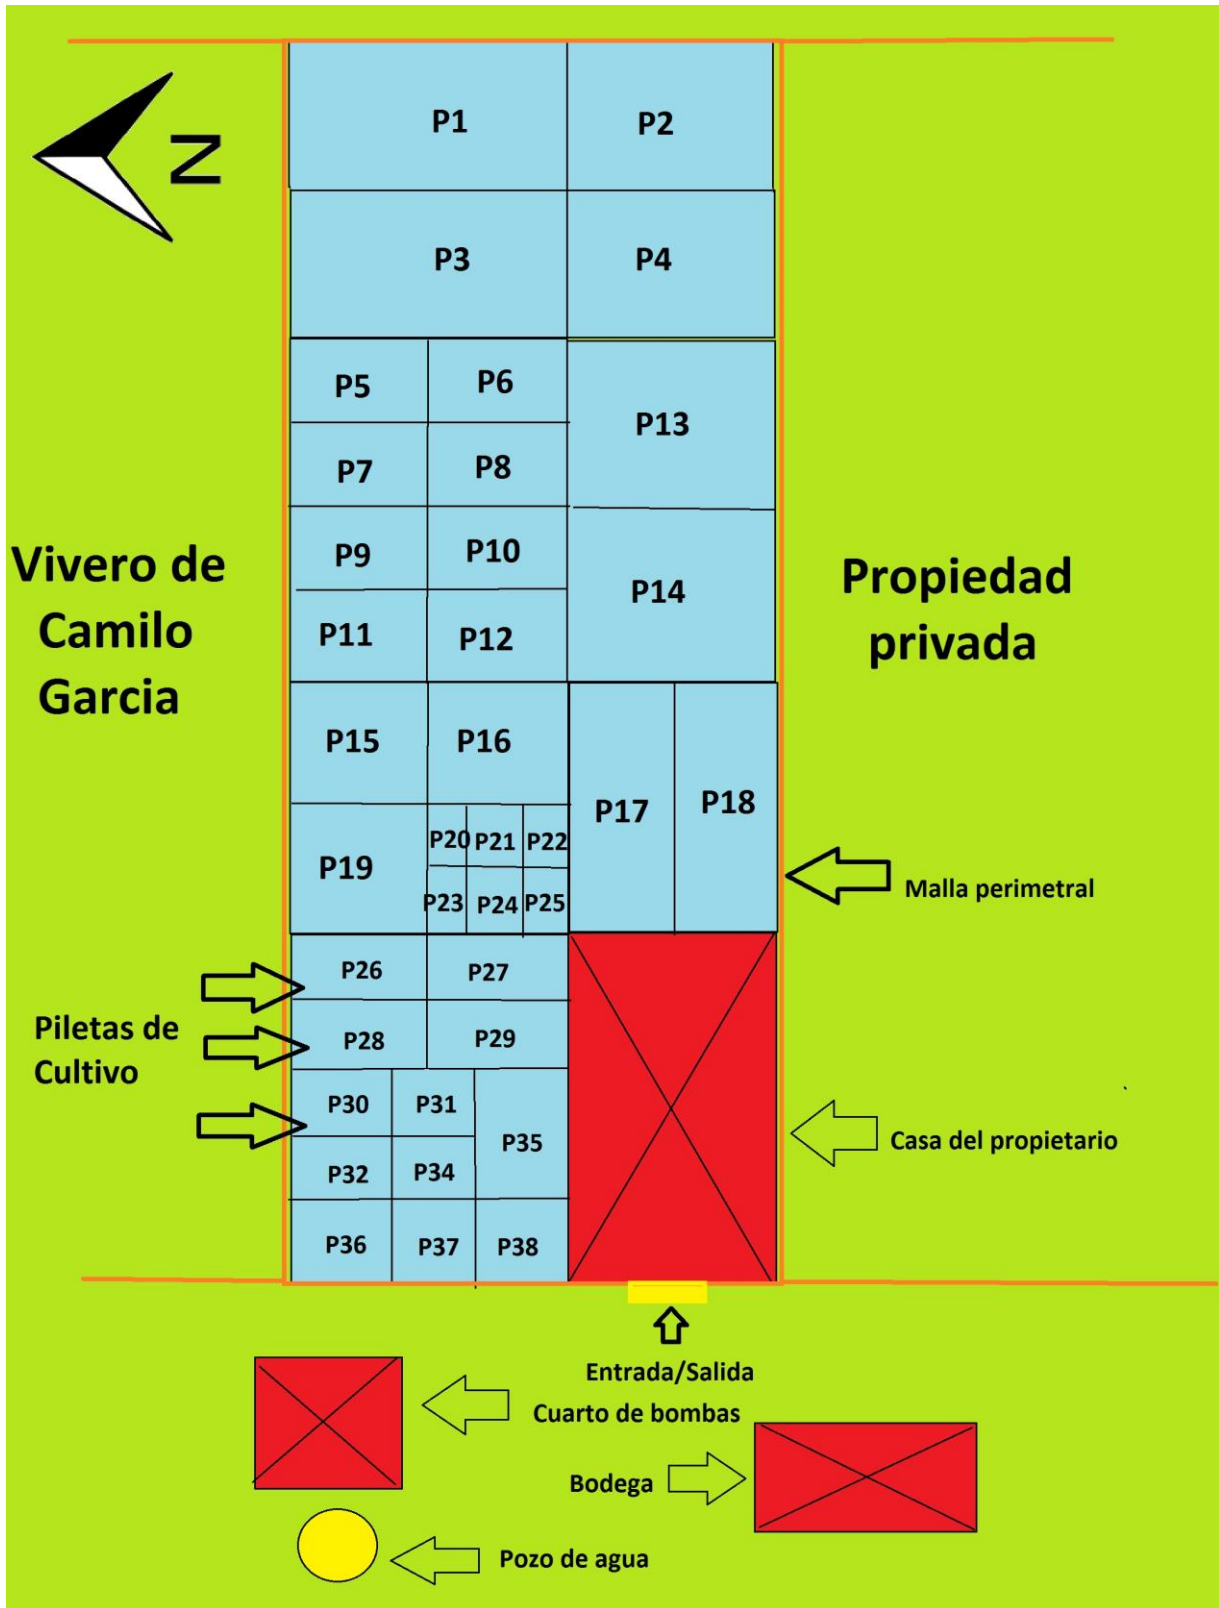 N
P1
P2
P3
P4
P5
P6
P13
P7
P8
Vivero de
Camilo
Garcia
P9
P10
P14
Propiedad
privada
P11
P12
P15
P16
P17
P18
P19
P20
P21
P22
P23
P24
P25
Malla perimetral
P26
P27
Piletas de
Cultivo
P28
P29
P30
P31
P35
Casa del propietario
P32
P34
P36
P37
P38
Entrada/Salida
Cuarto de bombas
Bodega
Pozo de agua